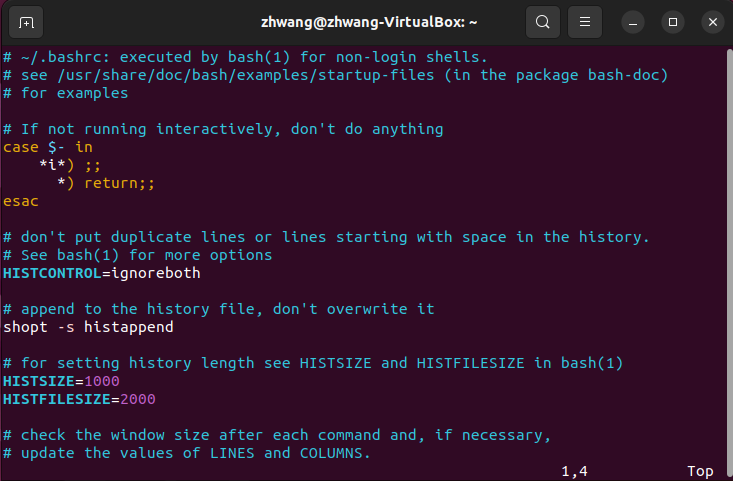 zhwang@zhwang-VirtualBox: ~
# ~/.bashrc: executed by bash(1) for non-login shells.
# see /usr/share/doc/bash/examples/startup-files (in the package bash-doc)
# for examples

# If not running interactively, don't do anything
case $- in
    *i*) ;;
      *) return;;
esac

# don't put duplicate lines or lines starting with space in the history.
# See bash(1) for more options
HISTCONTROL=ignoreboth

# append to the history file, don't overwrite it
shopt -s histappend

# for setting history length see HISTSIZE and HISTFILESIZE in bash(1)
HISTSIZE=1000
HISTFILESIZE=2000

# check the window size after each command and, if necessary,
# update the values of LINES and COLUMNS.
1,4 Top